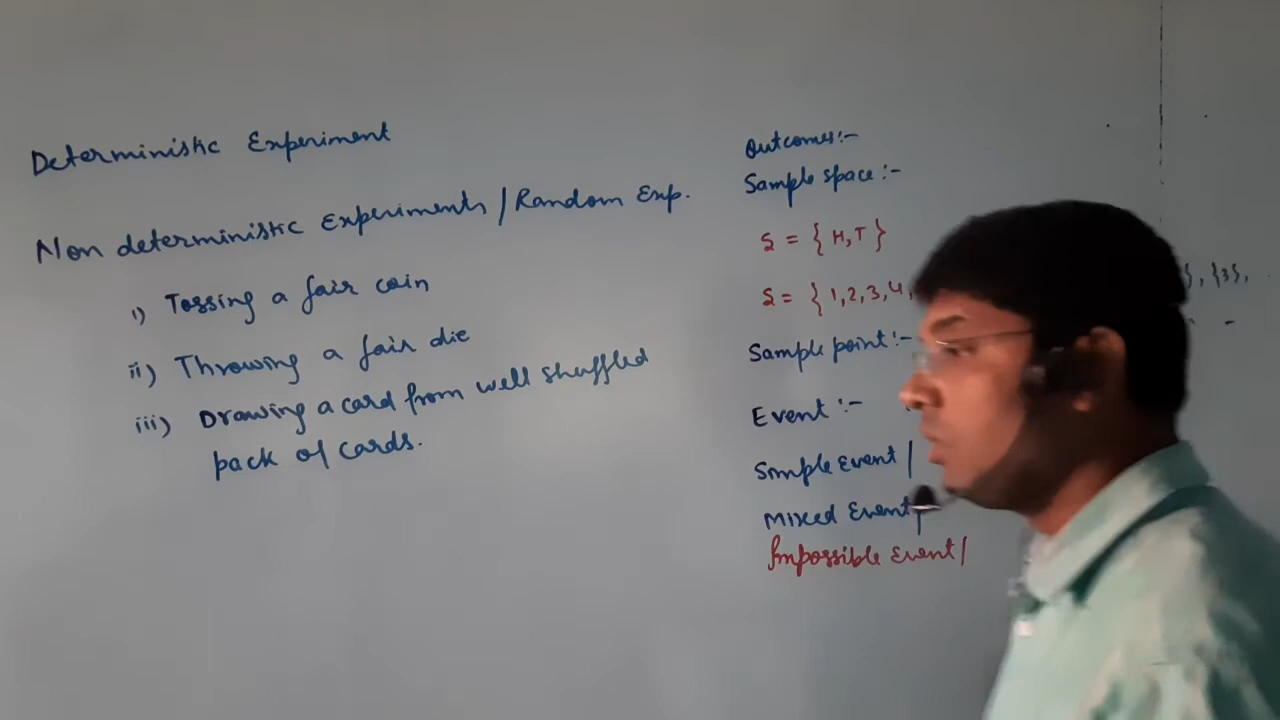 Deterministic Experiment
Non deterministic Experiments / Random Exp.
i) Tossing a fair coin
ii) Throwing a fair die
iii) Drawing a card from well shuffled
pack of cards.
Outcomes:-
Sample space:-
S = { H, T }
S = { 1, 2, 3, 4,
}, {3},
Sample point:-
Event:-
Simple Event |
Mixed Event |
Impossible Event |